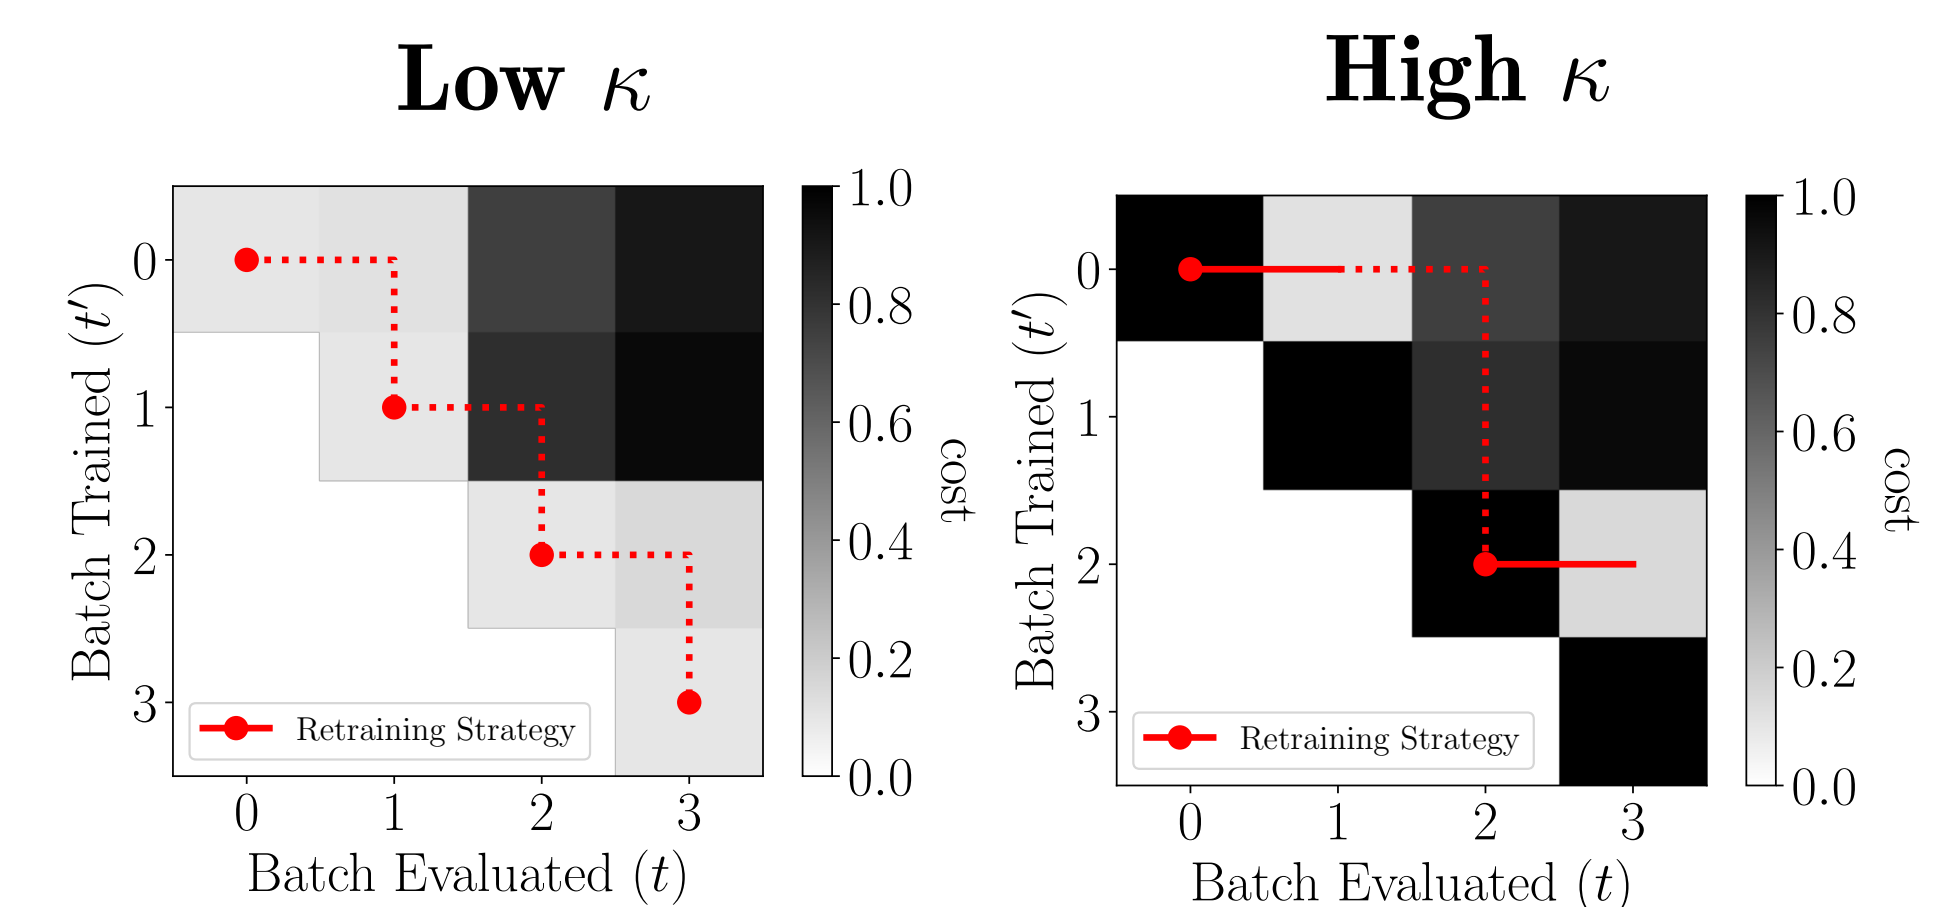 Low κ
1.0
0.8
0.6
0.4
0.2
0.0
cost
0
1
2
3
Batch Trained (t′)
Retraining Strategy
0 1 2 3
Batch Evaluated (t)
High κ
1.0
0.8
0.6
0.4
0.2
0.0
cost
0
1
2
3
Batch Trained (t′)
Retraining Strategy
0 1 2 3
Batch Evaluated (t)